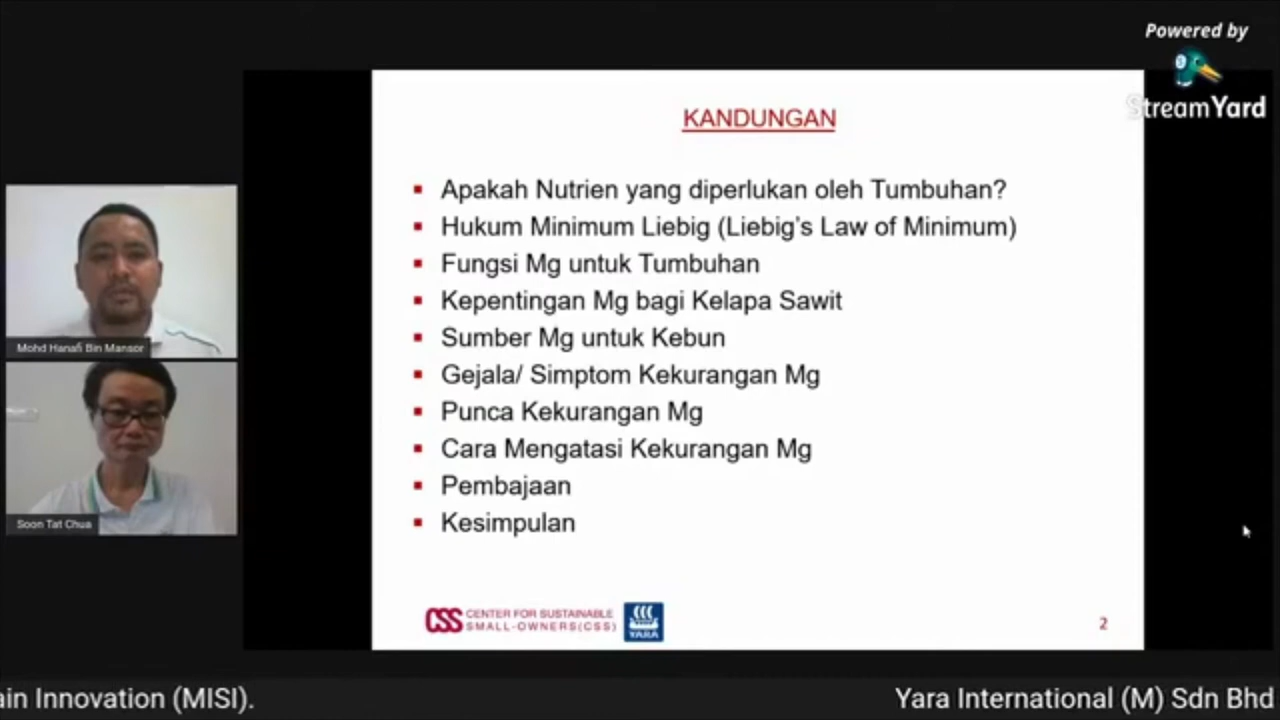 Powered by
StreamYard
KANDUNGAN
Apakah Nutrien yang diperlukan oleh Tumbuhan?
Hukum Minimum Liebig (Liebig's Law of Minimum)
Fungsi Mg untuk Tumbuhan
Kepentingan Mg bagi Kelapa Sawit
Sumber Mg untuk Kebun
Gejala/ Simptom Kekurangan Mg
Punca Kekurangan Mg
Cara Mengatasi Kekurangan Mg
Pembajaan
Kesimpulan
Mohd Hanafi Bin Mansor
Soon Tat Chua
CSS CENTER FOR SUSTAINABLE
SMALL-OWNERS(CSS)
YARA
2
ain Innovation (MISI).
Yara International (M) Sdn Bhd